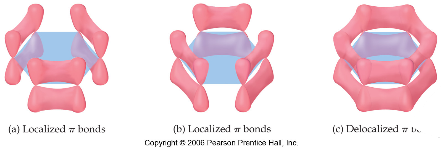 (a) Localized π bonds
(b) Localized π bonds
(c) Delocalized π
Copyright © 2006 Pearson Prentice Hall, Inc.